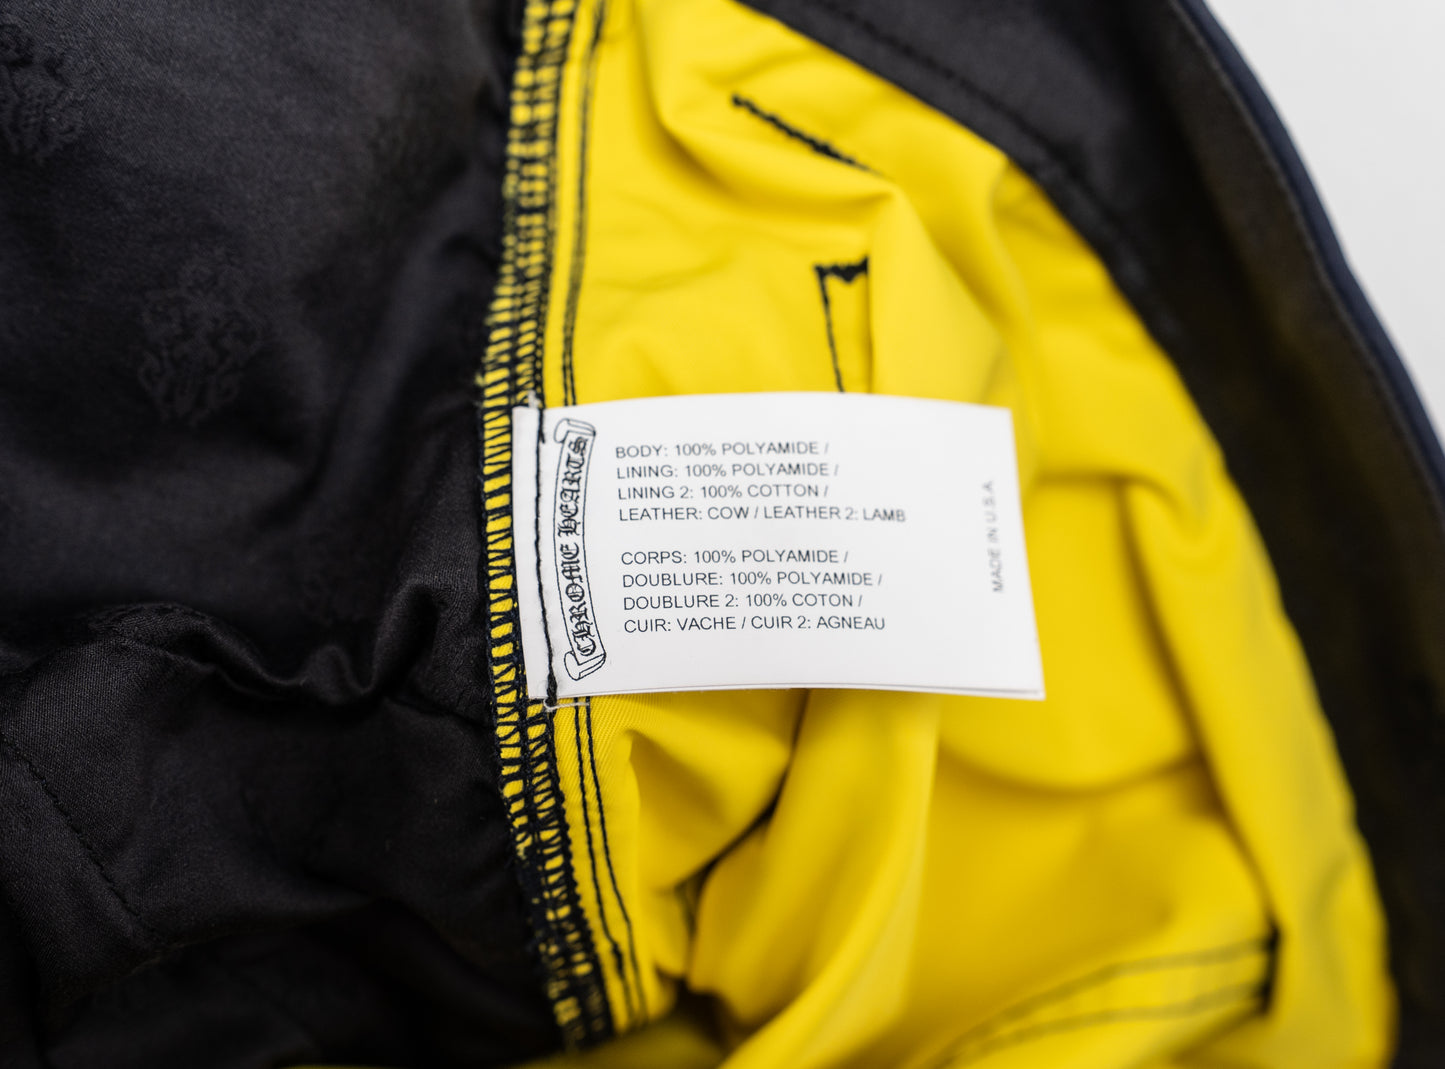 CHROME HEARTS
BODY: 100% POLYAMIDE /
LINING: 100% POLYAMIDE /
LINING 2: 100% COTTON /
LEATHER: COW / LEATHER 2: LAMB
CORPS: 100% POLYAMIDE /
DOUBLURE: 100% POLYAMIDE /
DOUBLURE 2: 100% COTON /
CUIR: VACHE / CUIR 2: AGNEAU
MADE IN U.S.A.